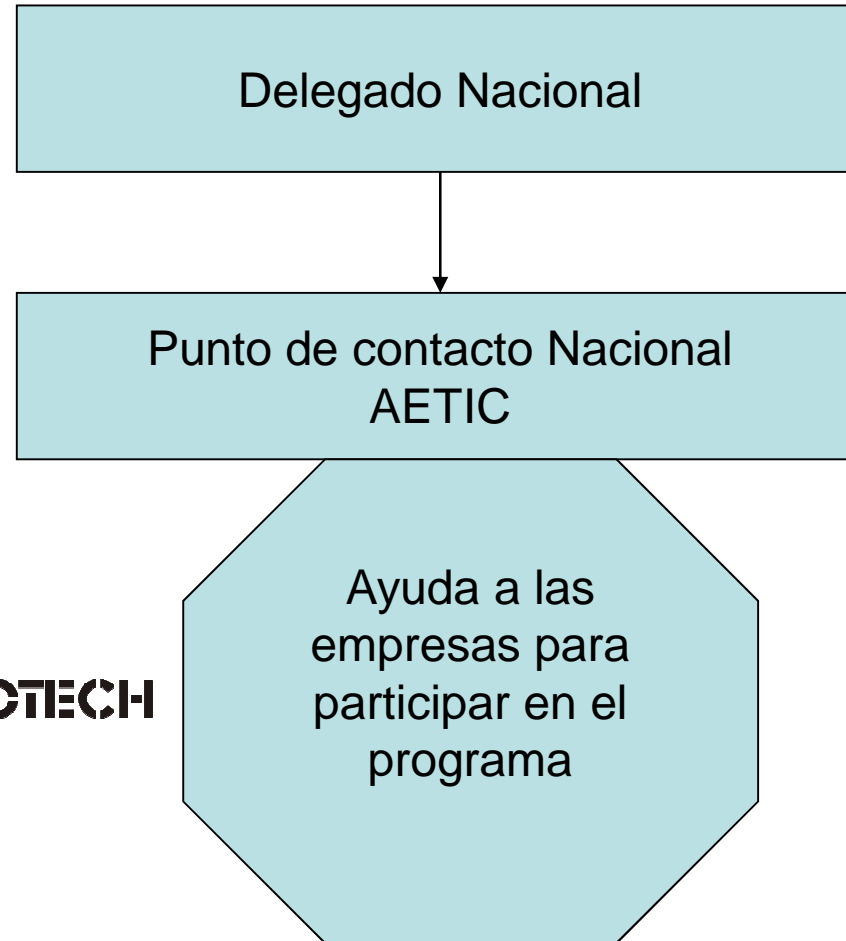 Delegado Nacional
Punto de contacto Nacional
AETIC
Ayuda a las
empresas para
participar en el
programa